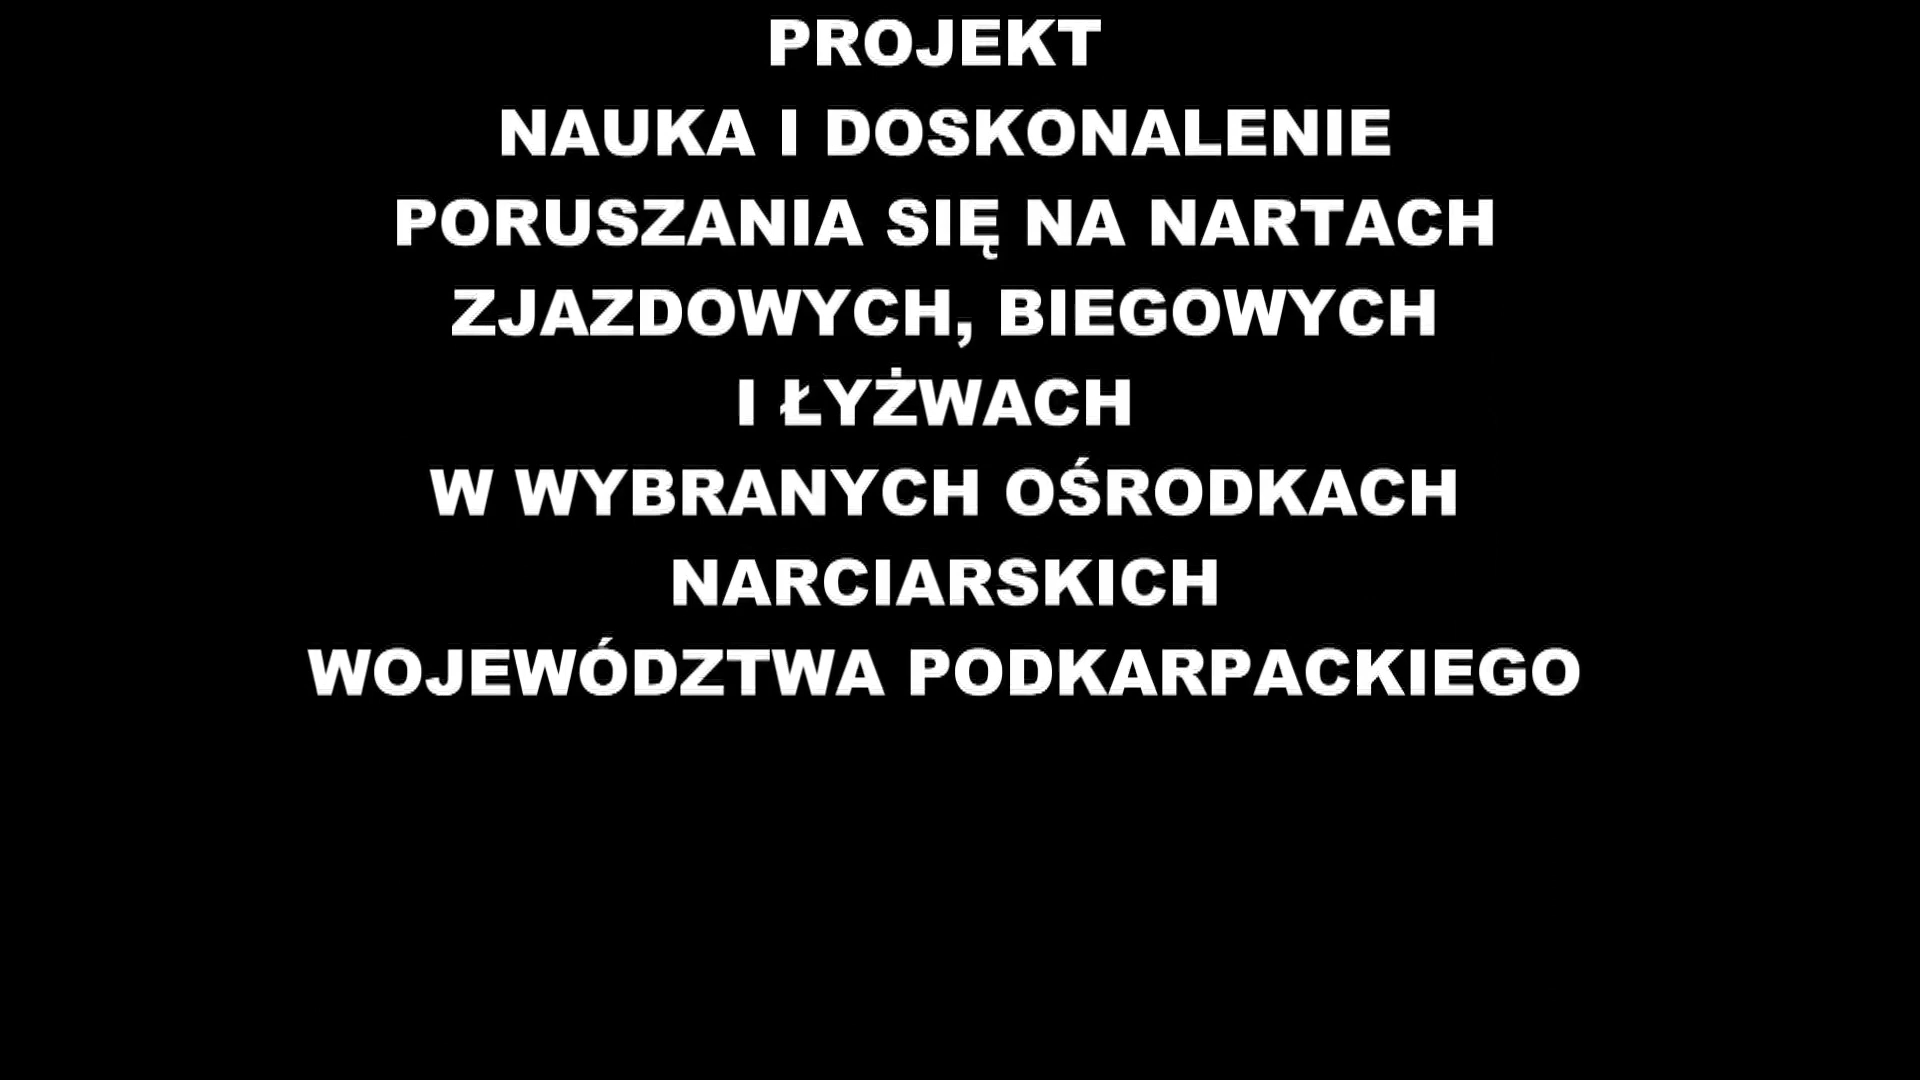 PROJEKT
NAUKA I DOSKONALENIE
PORUSZANIA SIĘ NA NARTACH
ZJAZDOWYCH, BIEGOWYCH
I ŁYŻWACH
W WYBRANYCH OŚRODKACH
NARCIARSKICH
WOJEWÓDZTWA PODKARPACKIEGO